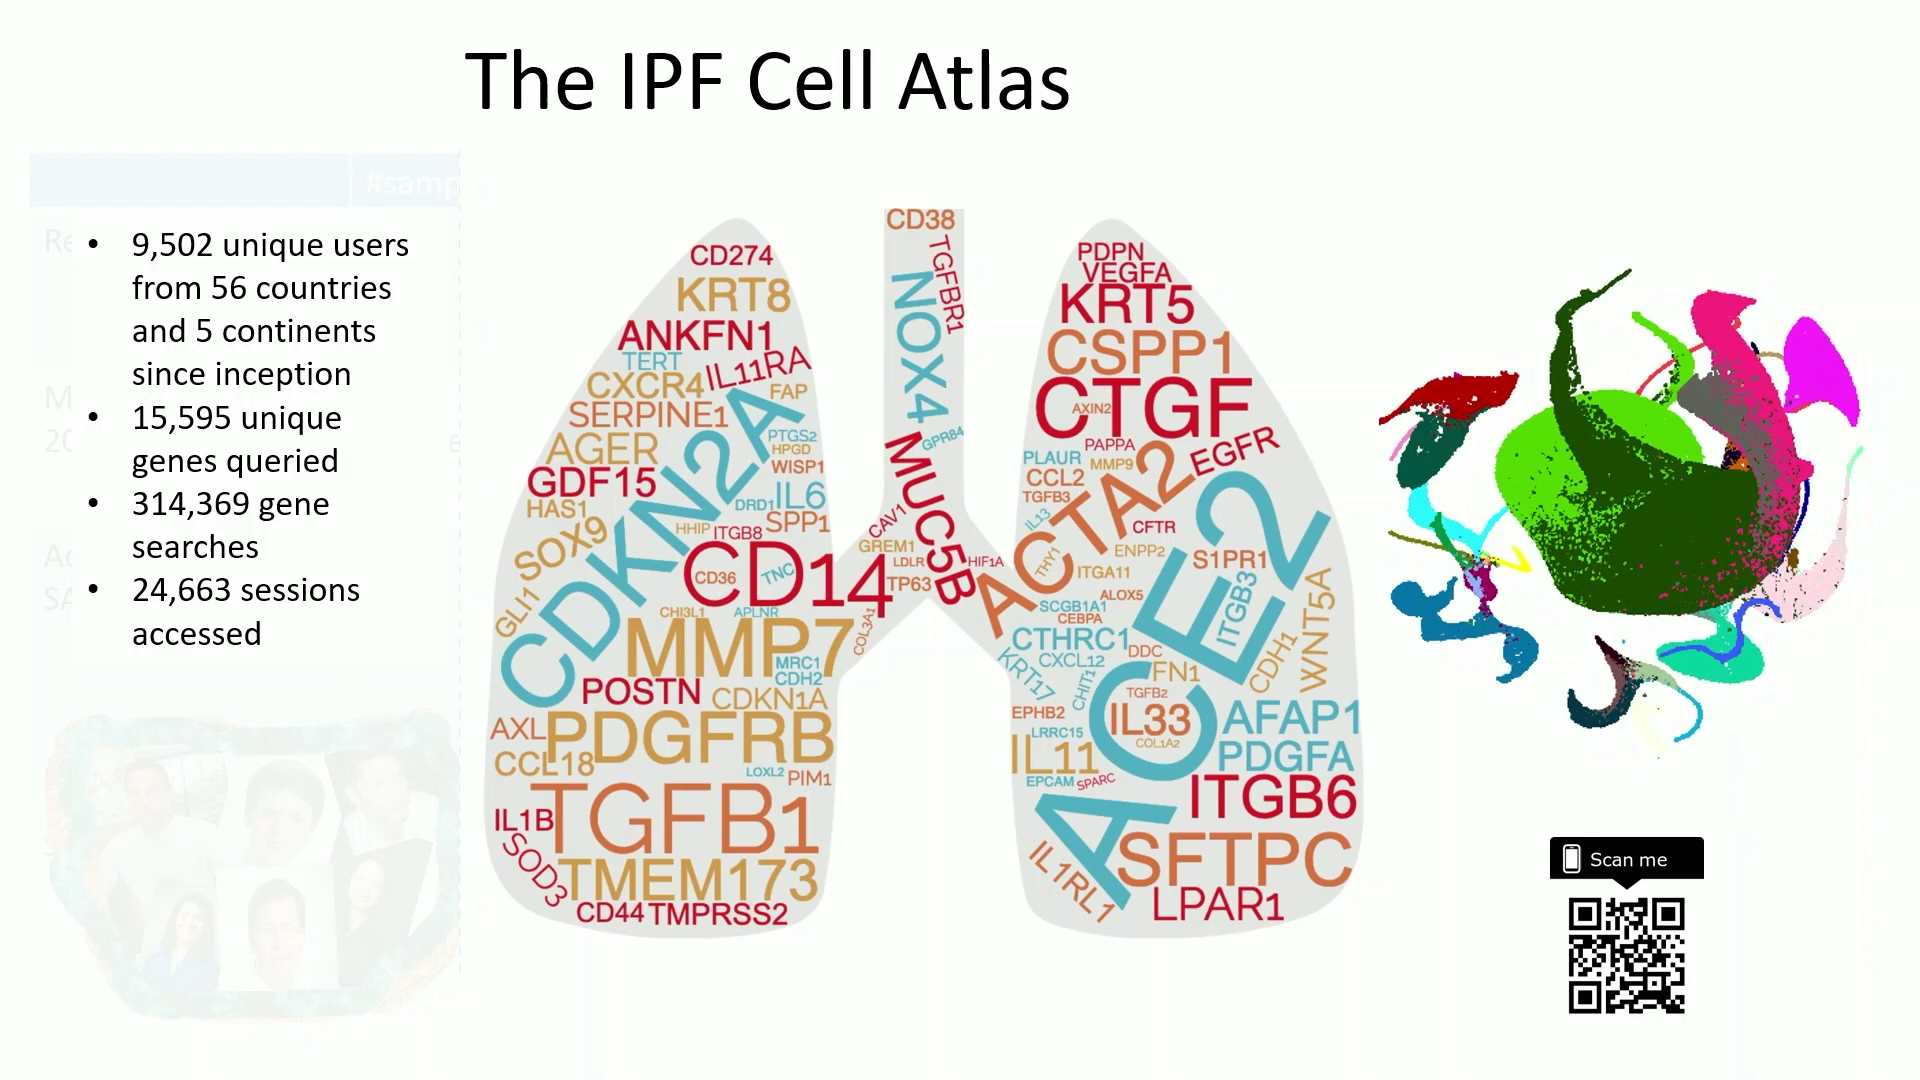 The IPF Cell Atlas
#samp
• 9,502 unique users
from 56 countries
and 5 continents
since inception
• 15,595 unique
genes queried
• 314,369 gene
searches
• 24,663 sessions
accessed
CD274
KRT8
ANKFN1
TERT
IL11RA
CXCR4
FAP
SERPINE1
AGER
PTGS2
HPGD
WISP1
GDF15
CDKN2A
HAS1
DRD1
IL6
SPP1
SOX9
HHIP
ITGB8
CD14
CD36
TNC
GLI1
CHI3L1
APLNR
MMP7
COL3A1
MRC1
CDH2
POSTN
CDKN1A
AXL
PDGFRB
CCL18
LOXL2
PIM1
TGFB1
IL1B
SOD3
TMEM173
CD44
TMPRSS2
CD38
TGFBR1
NOX4
GPR84
MUC5B
CAV1
GREM1
LDLR
TP63
HIF1A
PDPN
VEGFA
KRT5
CSPP1
CTGF
AXIN2
PAPPA
EGFR
PLAUR
MMP9
CCL2
TGFB3
ACTA2
IL13
CFTR
THY1
ENPP2
ITGA11
S1PR1
ACE2
ALOX5
SCGB1A1
CEBPA
ITGB3
WNT5A
CTHRC1
DDC
CXCL12
KRT17
CHIT1
FN1
CDH1
TGFB2
EPHB2
IL33
AFAP1
LRRC15
COL1A2
IL11
PDGFA
EPCAM
SPARC
ITGB6
IL1RL1
SFTPC
LPAR1
Scan me